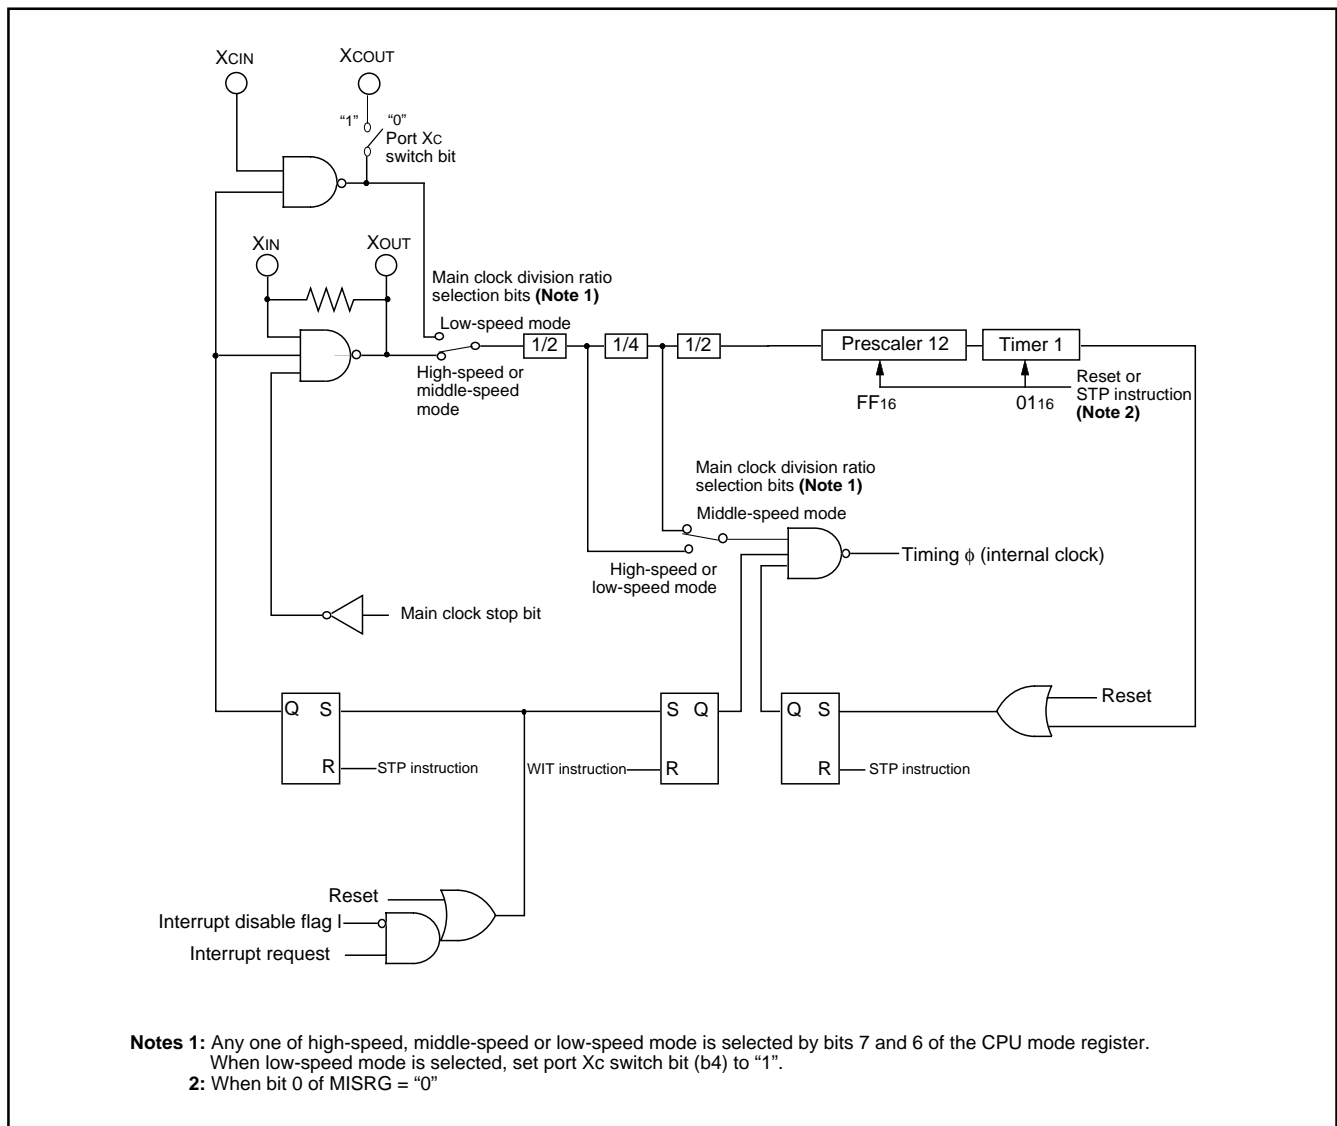 XCIN
XCOUT
“1”
“0”
Port XC
switch bit
XIN
XOUT
Main clock division ratio
selection bits (Note 1)
Low-speed mode
1/2
1/4
1/2
Prescaler 12
Timer 1
High-speed or
middle-speed
mode
FF16
0116
Reset or
STP instruction
(Note 2)
Main clock division ratio
selection bits (Note 1)
Middle-speed mode
High-speed or
low-speed mode
Timing ϕ (internal clock)
Main clock stop bit
Q S
R
STP instruction
WIT instruction
S Q
R
Q S
R
STP instruction
Reset
Reset
Interrupt disable flag I
Interrupt request
Notes 1: Any one of high-speed, middle-speed or low-speed mode is selected by bits 7 and 6 of the CPU mode register.
When low-speed mode is selected, set port Xc switch bit (b4) to “1”.
2: When bit 0 of MISRG = “0”